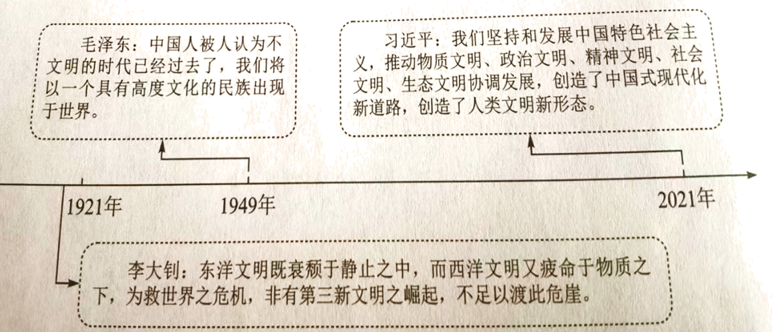 毛泽东：中国人被人认为不
文明的时代已经过去了，我们将
以一个具有高度文化的民族出现
于世界。
习近平：我们坚持和发展中国特色社会主
义，推动物质文明、政治文明、精神文明、社会
文明、生态文明协调发展，创造了中国式现代化
新道路，创造了人类文明新形态。
1921年
1949年
2021年
李大钊：东洋文明既衰颓于静止之中，而西洋文明又疲命于物质之
下，为救世界之危机，非有第三新文明之崛起，不足以渡此危崖。